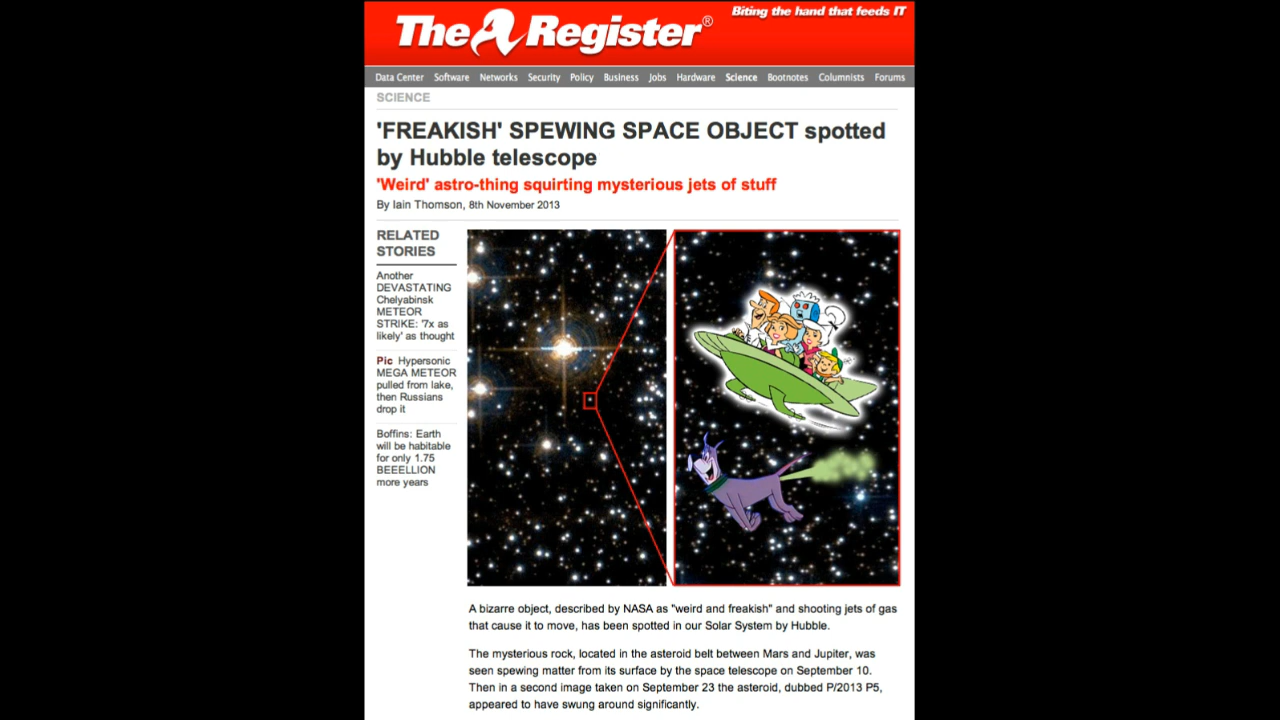 Biting the hand that feeds IT
The Register®
Data Center Software Networks Security Policy Business Jobs Hardware Science Bootnotes Columnists Forums
SCIENCE
'FREAKISH' SPEWING SPACE OBJECT spotted
by Hubble telescope
'Weird' astro-thing squirting mysterious jets of stuff
By Iain Thomson, 8th November 2013
RELATED
STORIES
Another
DEVASTATING
Chelyabinsk
METEOR
STRIKE: '7x as
likely' as thought
Pic Hypersonic
MEGA METEOR
pulled from lake,
then Russians
drop it
Boffins: Earth
will be habitable
for only 1.75
BEEELLION
more years
A bizarre object, described by NASA as "weird and freakish" and shooting jets of gas
that cause it to move, has been spotted in our Solar System by Hubble.
The mysterious rock, located in the asteroid belt between Mars and Jupiter, was
seen spewing matter from its surface by the space telescope on September 10.
Then in a second image taken on September 23 the asteroid, dubbed P/2013 P5,
appeared to have swung around significantly.